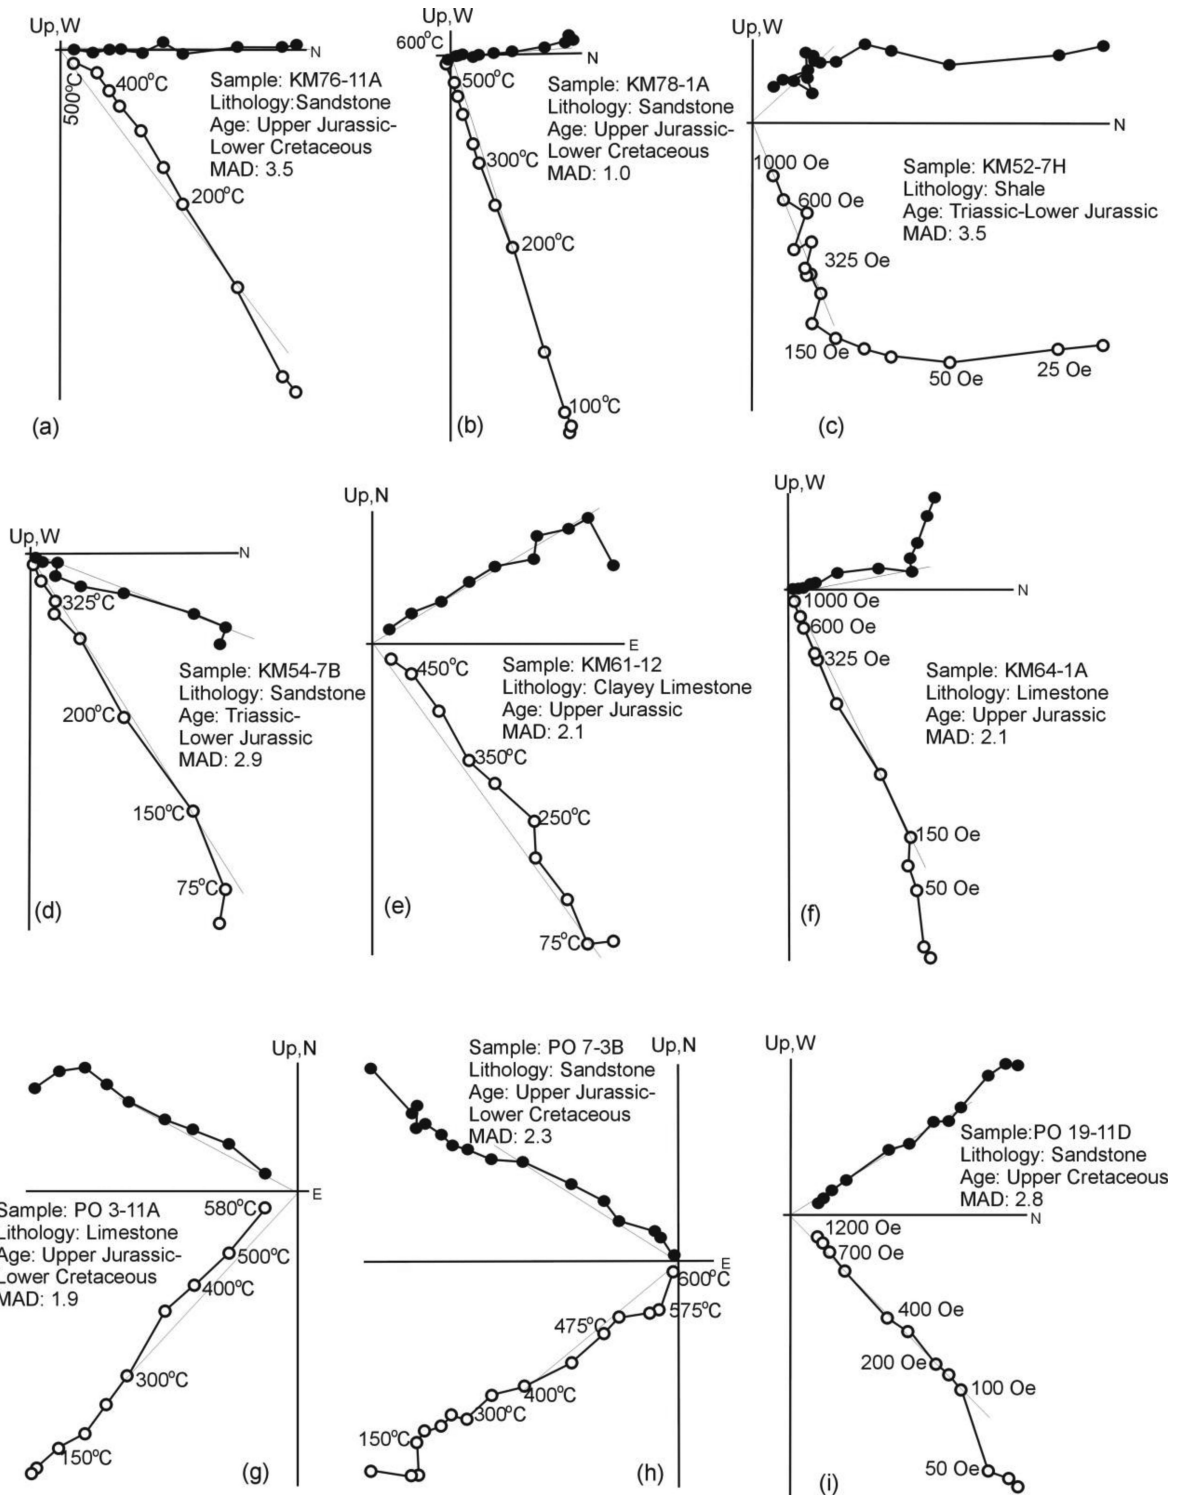 Up,W
N
500°C
400°C
200°C
Sample: KM76-11A
Lithology:Sandstone
Age: Upper Jurassic-
Lower Cretaceous
MAD: 3.5
(a)
Up,W
600°C
N
500°C
300°C
200°C
100°C
Sample: KM78-1A
Lithology: Sandstone
Age: Upper Jurassic-
Lower Cretaceous
MAD: 1.0
(b)
Up,W
N
1000 Oe
600 Oe
325 Oe
150 Oe
50 Oe
25 Oe
Sample: KM52-7H
Lithology: Shale
Age: Triassic-Lower Jurassic
MAD: 3.5
(c)
Up,W
N
325°C
200°C
150°C
75°C
Sample: KM54-7B
Lithology: Sandstone
Age: Triassic-
Lower Jurassic
MAD: 2.9
(d)
Up,N
E
450°C
350°C
250°C
75°C
Sample: KM61-12
Lithology: Clayey Limestone
Age: Upper Jurassic
MAD: 2.1
(e)
Up,W
N
1000 Oe
600 Oe
325 Oe
150 Oe
50 Oe
Sample: KM64-1A
Lithology: Limestone
Age: Upper Jurassic
MAD: 2.1
(f)
Up,N
E
580°C
500°C
400°C
300°C
150°C
Sample: PO 3-11A
Lithology: Limestone
Age: Upper Jurassic-
Lower Cretaceous
MAD: 1.9
(g)
Sample: PO 7-3B
Lithology: Sandstone
Age: Upper Jurassic-
Lower Cretaceous
MAD: 2.3
Up,N
E
600°C
575°C
475°C
400°C
300°C
150°C
(h)
Up,W
N
1200 Oe
700 Oe
400 Oe
200 Oe
100 Oe
50 Oe
Sample:PO 19-11D
Lithology: Sandstone
Age: Upper Cretaceous
MAD: 2.8
(i)